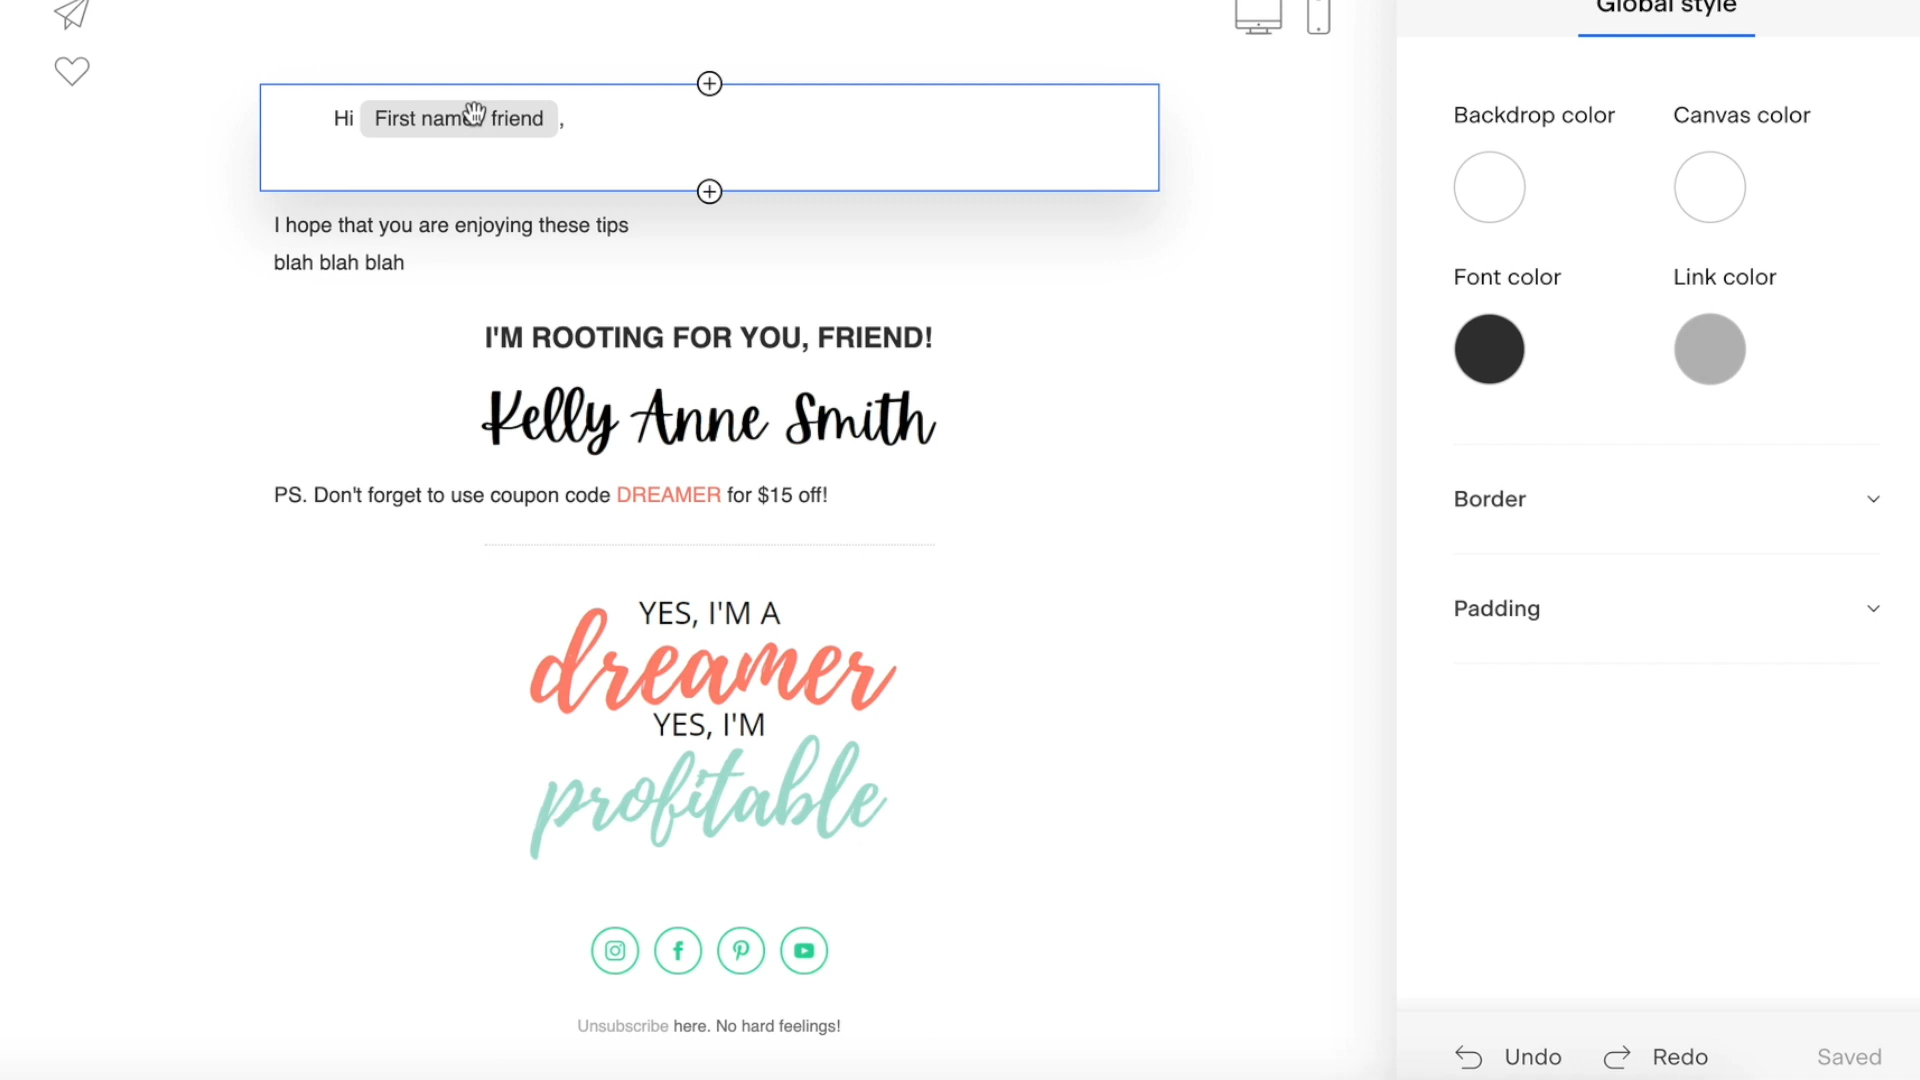 Global style
Hi First name friend ,
I hope that you are enjoying these tips
blah blah blah
I'M ROOTING FOR YOU, FRIEND!
Kelly Anne Smith
PS. Don't forget to use coupon code DREAMER for $15 off!
YES, I'M A
dreamer
YES, I'M
profitable
Unsubscribe here. No hard feelings!
Backdrop color
Canvas color
Font color
Link color
Border
Padding
Undo
Redo
Saved